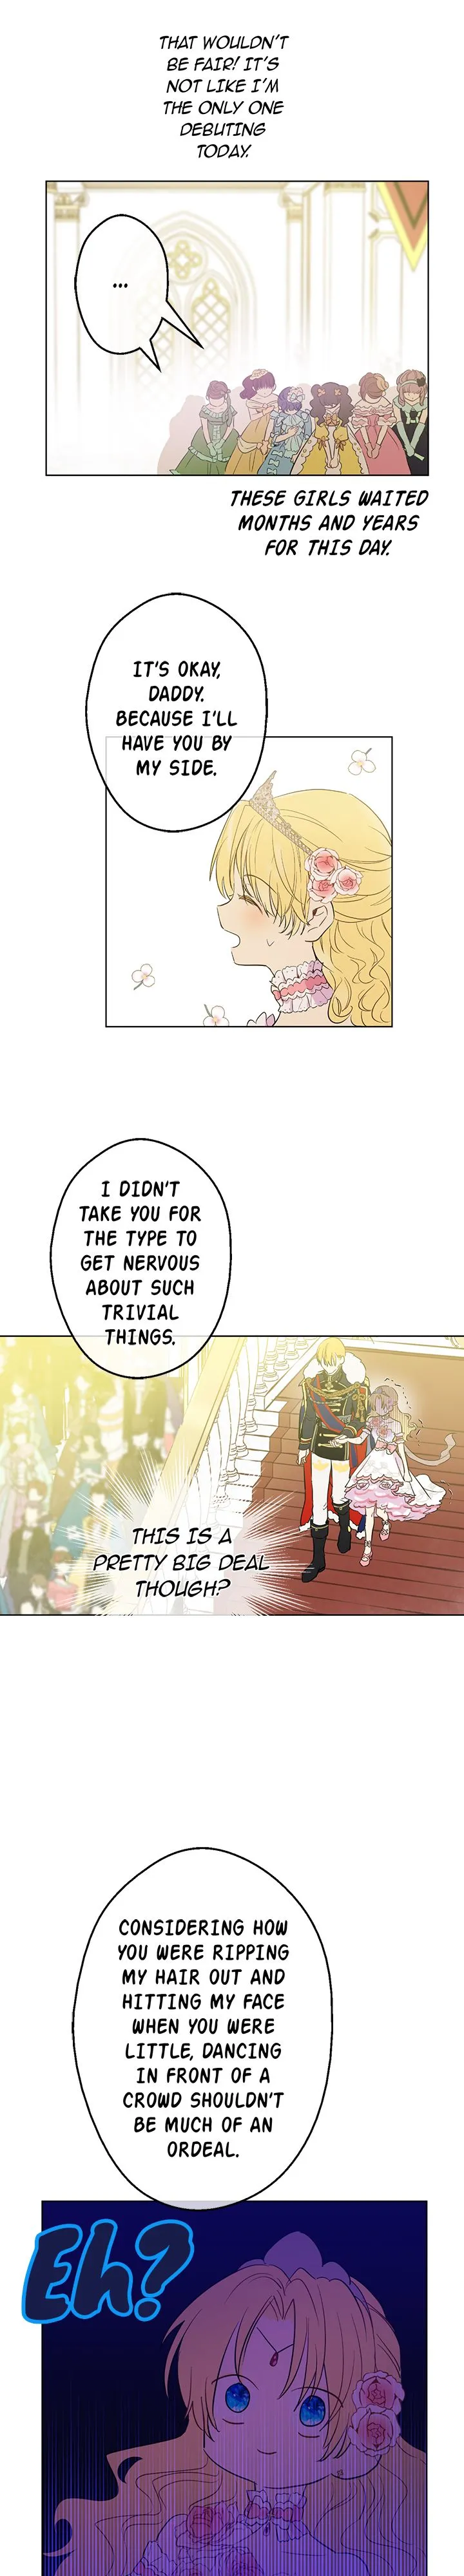 THAT WOULDN'T
BE FAIR! IT'S
NOT LIKE I'M
THE ONLY ONE
DEBUTING
TODAY.
...
THESE GIRLS WAITED
MONTHS AND YEARS
FOR THIS DAY.
IT'S OKAY,
DADDY.
BECAUSE I'LL
HAVE YOU BY
MY SIDE.
I DIDN'T
TAKE YOU FOR
THE TYPE TO
GET NERVOUS
ABOUT SUCH
TRIVIAL
THINGS.
THIS IS A
PRETTY BIG DEAL
THOUGH?
CONSIDERING HOW
YOU WERE RIPPING
MY HAIR OUT AND
HITTING MY FACE
WHEN YOU WERE
LITTLE, DANCING
IN FRONT OF A
CROWD SHOULDN'T
BE MUCH OF AN
ORDEAL.
Eh?